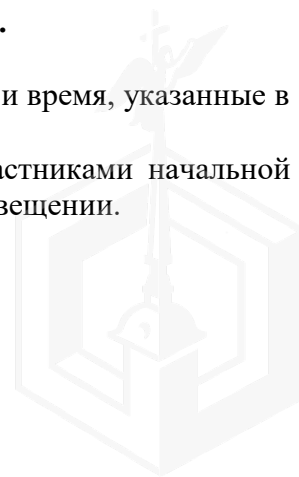 .
и время, указанные в
астниками начальной
вещении.